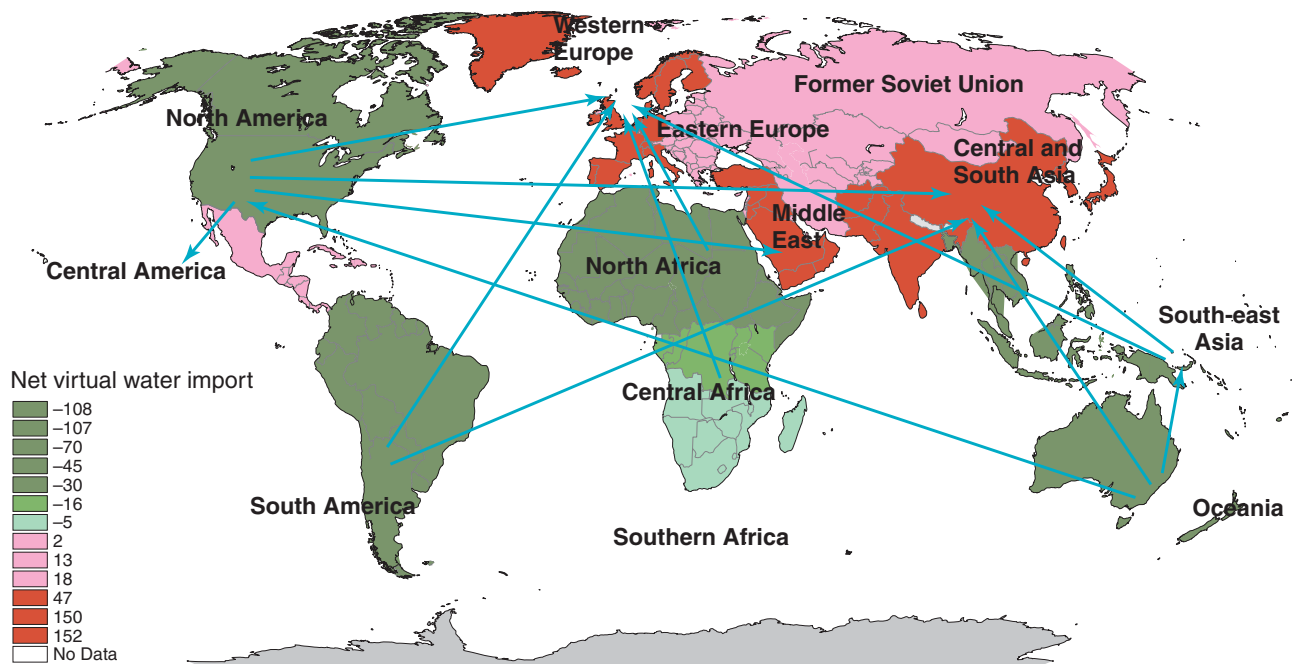 Western
Europe
Former Soviet Union
North America
Eastern Europe
Central and
South Asia
Middle
East
North Africa
Central America
South-east
Asia
Central Africa
South America
Oceania
Southern Africa
Net virtual water import
–108
–107
–70
–45
–30
–16
–5
2
13
18
47
150
152
No Data